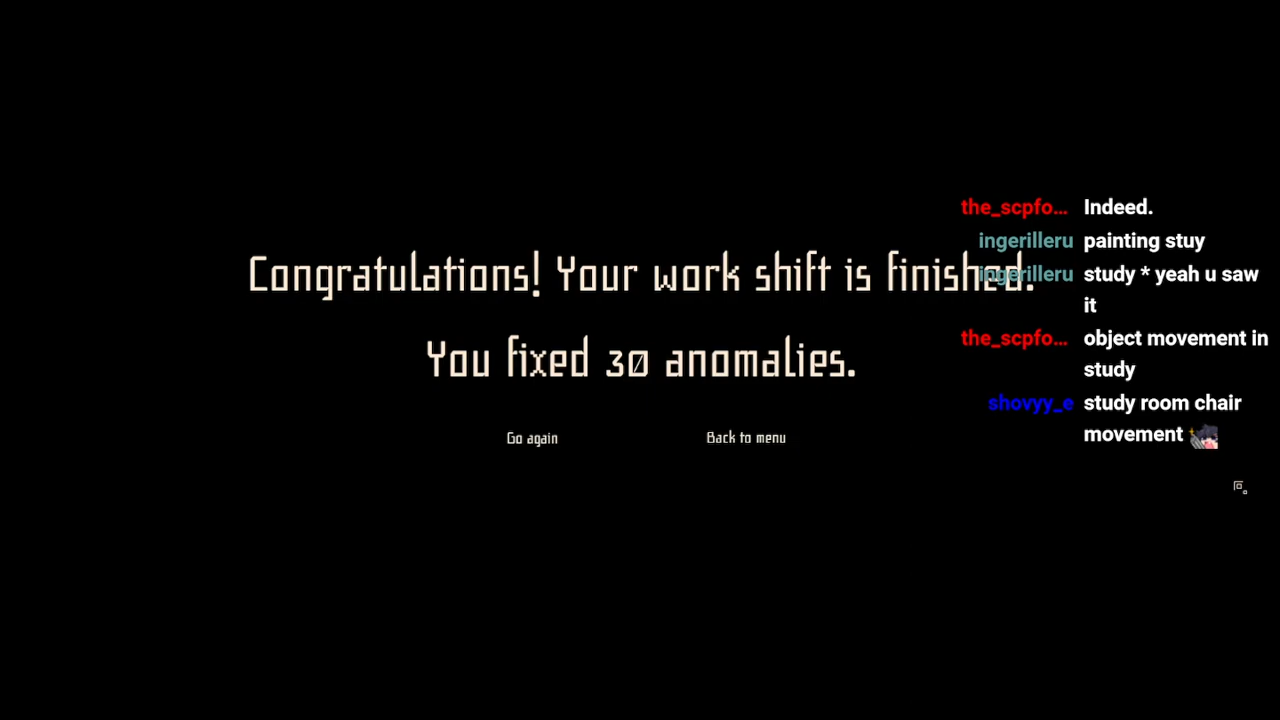 Congratulations! Your work shift is finished.
You fixed 30 anomalies.
Go again
Back to menu
the_scpfo... Indeed.
ingerilleru painting stuy
ingerilleru study * yeah u saw
it
the_scpfo... object movement in
study
shovyy_e study room chair
movement